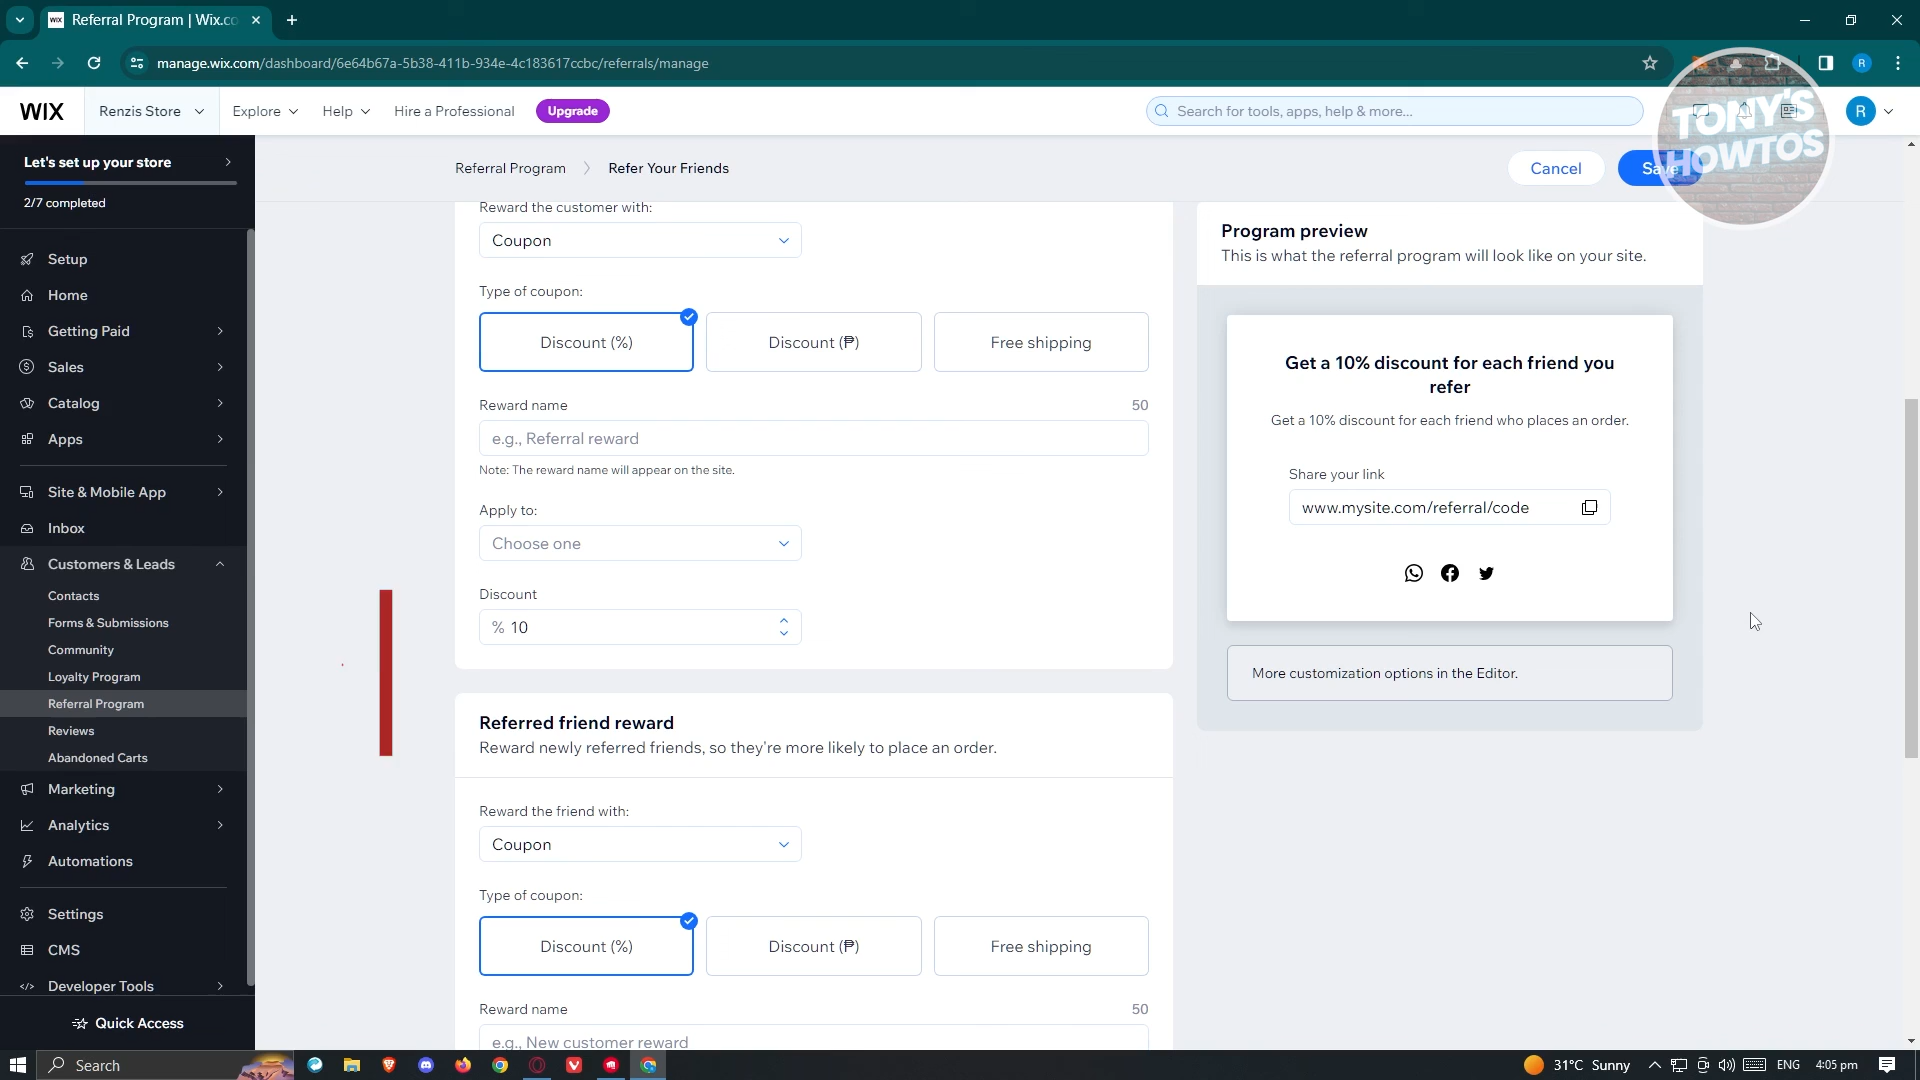 WIX Referral Program | Wix.co
manage.wix.com/dashboard/6e64b67a-5b38-411b-934e-4c183617ccbc/referrals/manage
R
WIX
Renzis Store
Explore
Help
Hire a Professional
Upgrade
Search for tools, apps, help & more...
R
TONY'S
HOWTOS
Let's set up your store
2/7 completed
Setup
Home
Getting Paid
Sales
Catalog
Apps
Site & Mobile App
Inbox
Customers & Leads
Contacts
Forms & Submissions
Community
Loyalty Program
Referral Program
Reviews
Abandoned Carts
Marketing
Analytics
Automations
Settings
CMS
Developer Tools
Quick Access
Referral Program
Refer Your Friends
Cancel
Save
Reward the customer with:
Coupon
Type of coupon:
Discount (%)
Discount (₱)
Free shipping
Reward name
50
e.g., Referral reward
Note: The reward name will appear on the site.
Apply to:
Choose one
Discount
% 10
Referred friend reward
Reward newly referred friends, so they're more likely to place an order.
Reward the friend with:
Coupon
Type of coupon:
Discount (%)
Discount (₱)
Free shipping
Reward name
50
e.g., New customer reward
Program preview
This is what the referral program will look like on your site.
Get a 10% discount for each friend you
refer
Get a 10% discount for each friend who places an order.
Share your link
www.mysite.com/referral/code
More customization options in the Editor.
Search
31°C Sunny
ENG
4:05 pm